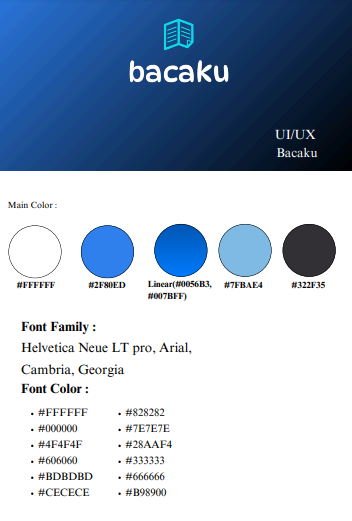 bacaku
UI/UX
Bacaku
Main Color :
#FFFFFF
#2F80ED
Linear(#0056B3,
#007BFF)
#7FBAE4
#322F35
Font Family :
Helvetica Neue LT pro, Arial,
Cambria, Georgia
Font Color :
• #FFFFFF
• #000000
• #4F4F4F
• #606060
• #BDBDBD
• #CECECE
• #828282
• #7E7E7E
• #28AAF4
• #333333
• #666666
• #B98900